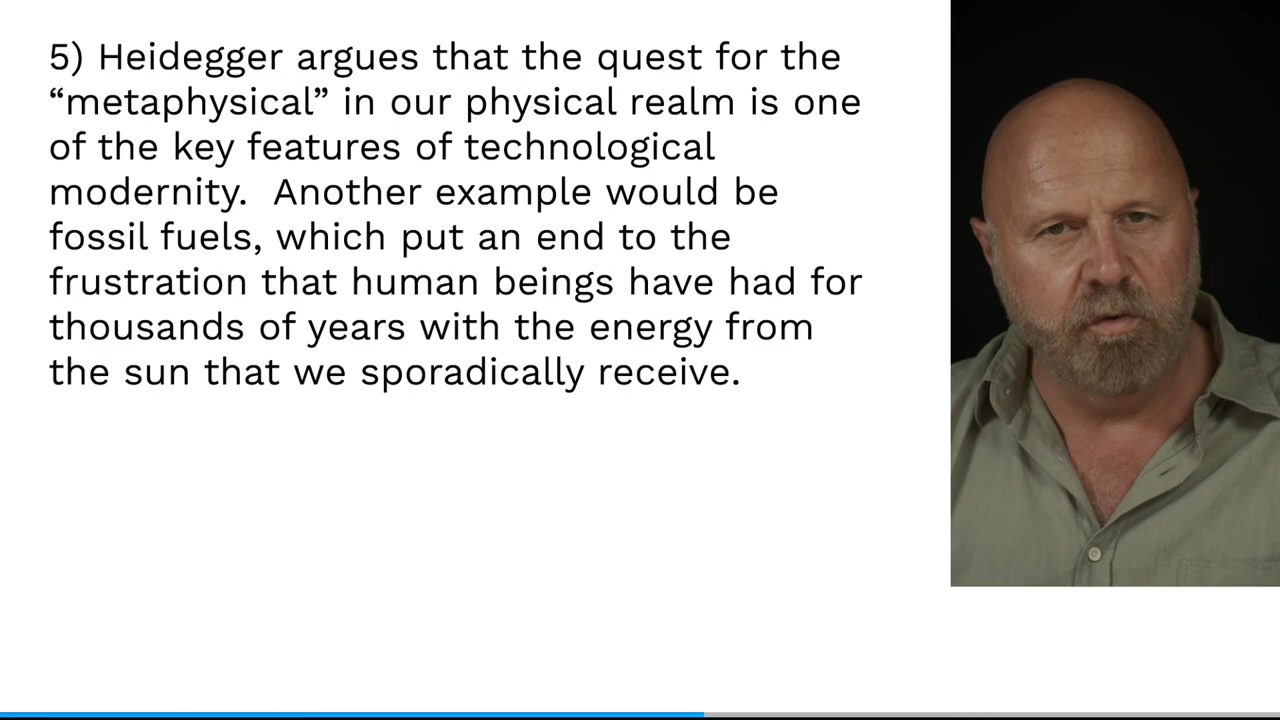 5) Heidegger argues that the quest for the
“metaphysical” in our physical realm is one
of the key features of technological
modernity.  Another example would be
fossil fuels, which put an end to the
frustration that human beings have had for
thousands of years with the energy from
the sun that we sporadically receive.